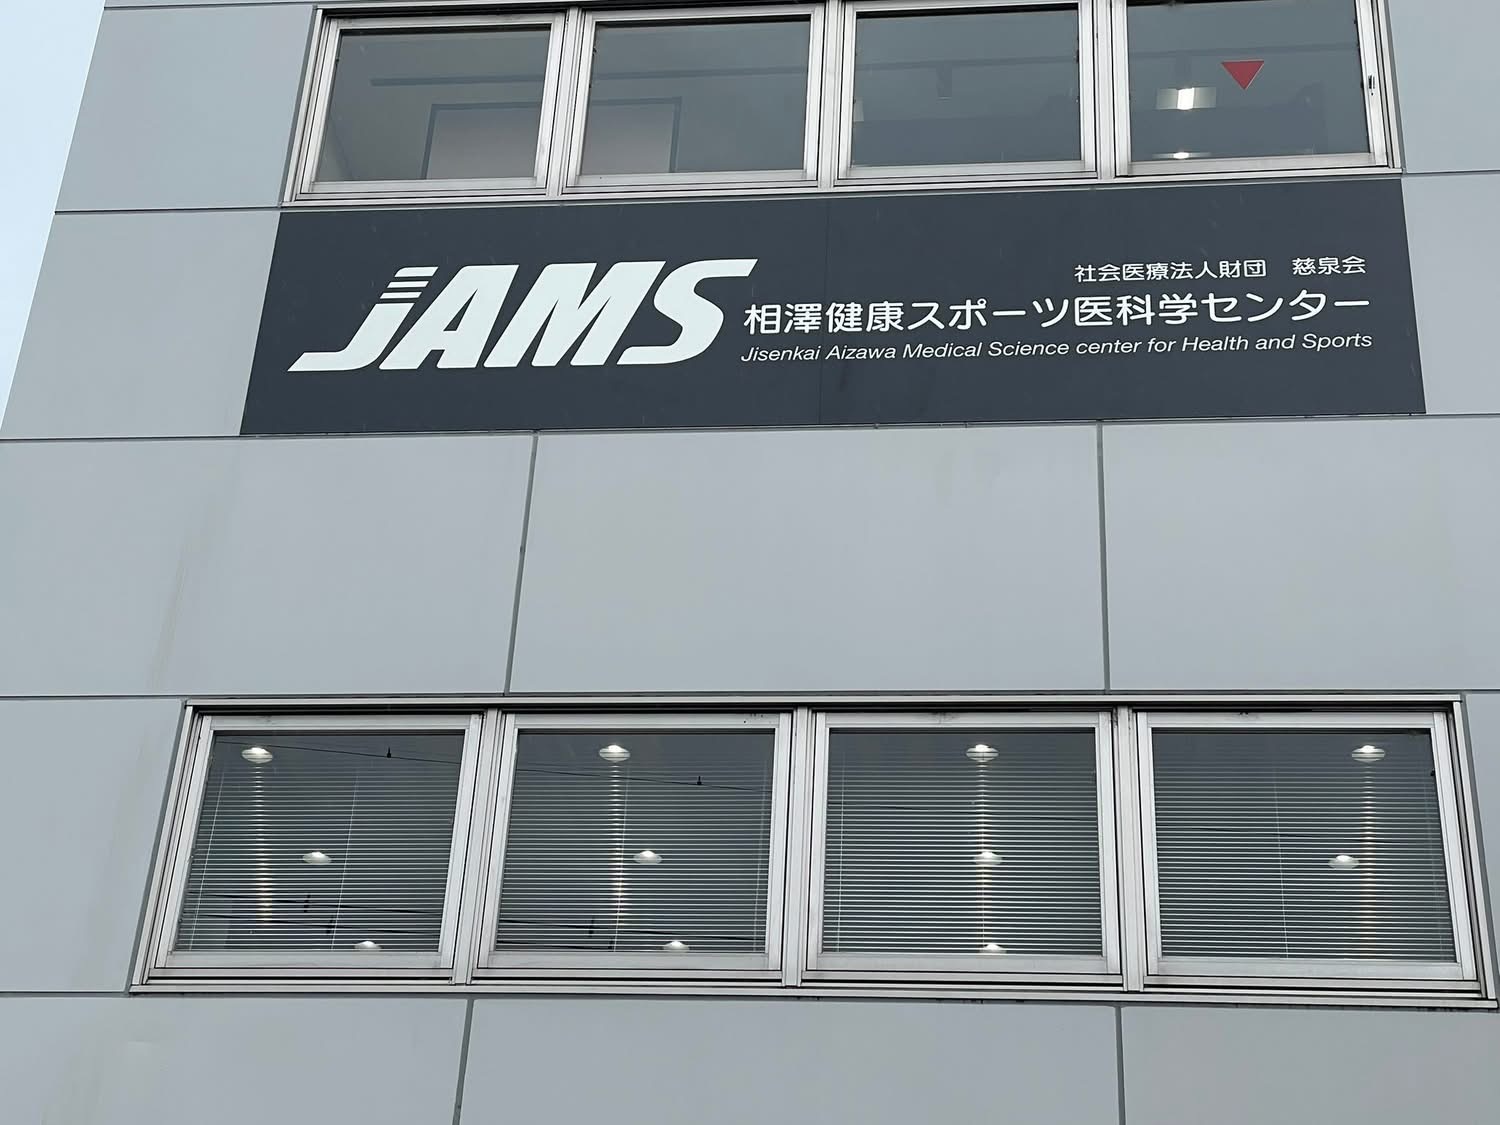 JAMS
社会医療法人財団 慈泉会
相澤健康スポーツ医科学センター
Jisenkai Aizawa Medical Science center for Health and Sports